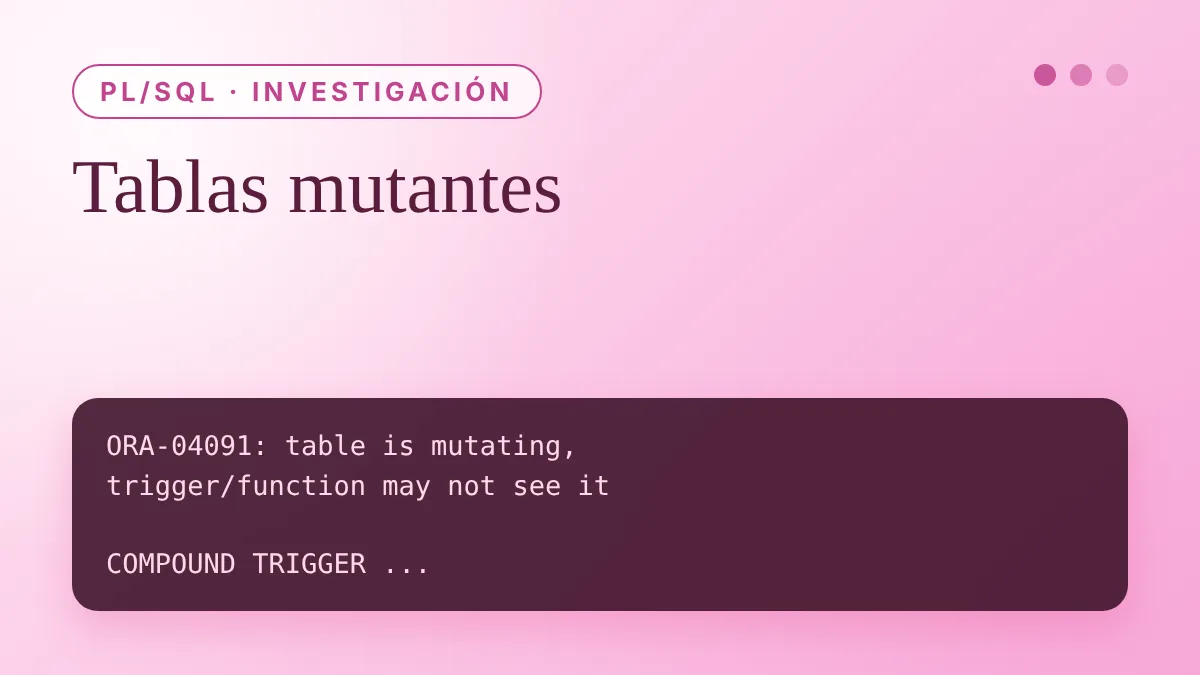 PL/SQL · INVESTIGACIÓN
Tablas mutantes
ORA-04091: table is mutating,
trigger/function may not see it
COMPOUND TRIGGER ...